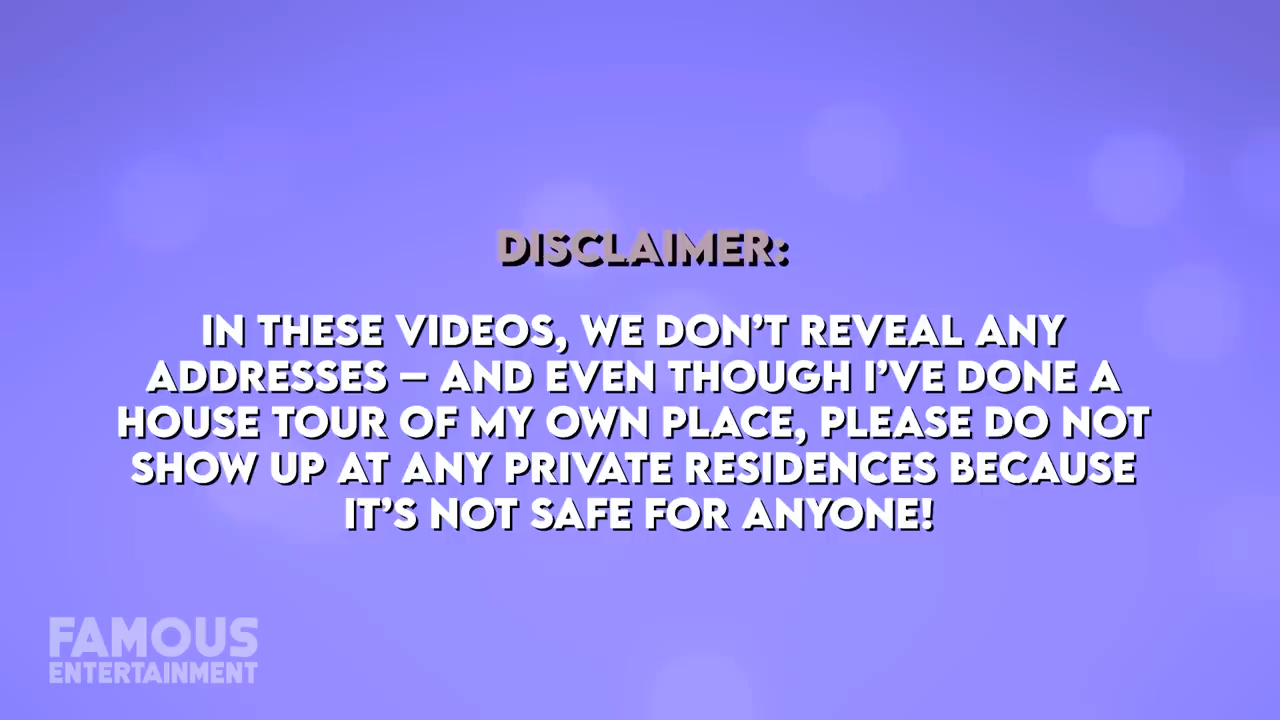 DISCLAIMER:
IN THESE VIDEOS, WE DON'T REVEAL ANY
ADDRESSES – AND EVEN THOUGH I'VE DONE A
HOUSE TOUR OF MY OWN PLACE, PLEASE DO NOT
SHOW UP AT ANY PRIVATE RESIDENCES BECAUSE
IT'S NOT SAFE FOR ANYONE!
FAMOUS
ENTERTAINMENT